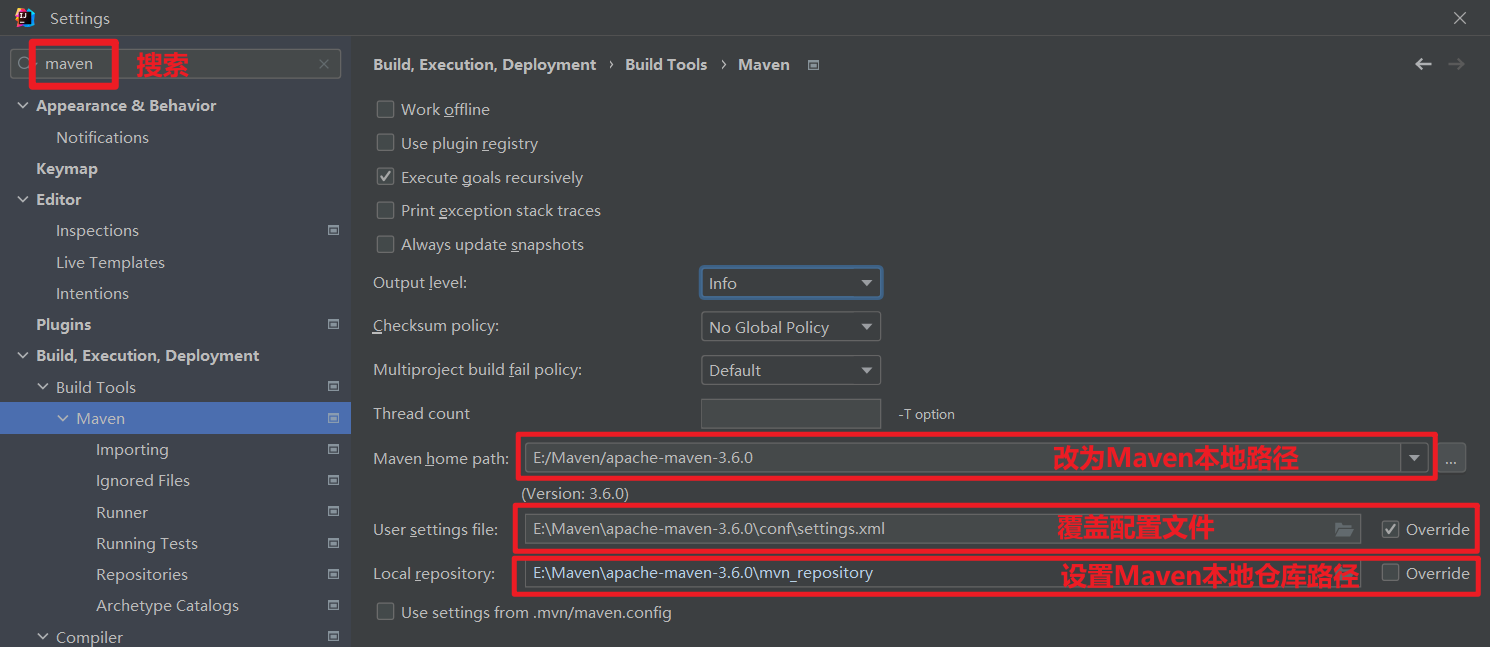 Settings
maven 搜索
Appearance & Behavior
Notifications
Keymap
Editor
Inspections
Live Templates
Intentions
Plugins
Build, Execution, Deployment
Build Tools
Maven
Importing
Ignored Files
Runner
Running Tests
Repositories
Archetype Catalogs
Compiler
Build, Execution, Deployment › Build Tools › Maven
Work offline
Use plugin registry
Execute goals recursively
Print exception stack traces
Always update snapshots
Output level: Info
Checksum policy: No Global Policy
Multiproject build fail policy: Default
Thread count -T option
Maven home path: E:/Maven/apache-maven-3.6.0 改为Maven本地路径 ...
(Version: 3.6.0)
User settings file: E:\Maven\apache-maven-3.6.0\conf\settings.xml 覆盖配置文件 Override
Local repository: E:\Maven\apache-maven-3.6.0\mvn_repository 设置Maven本地仓库路径 Override
Use settings from .mvn/maven.config